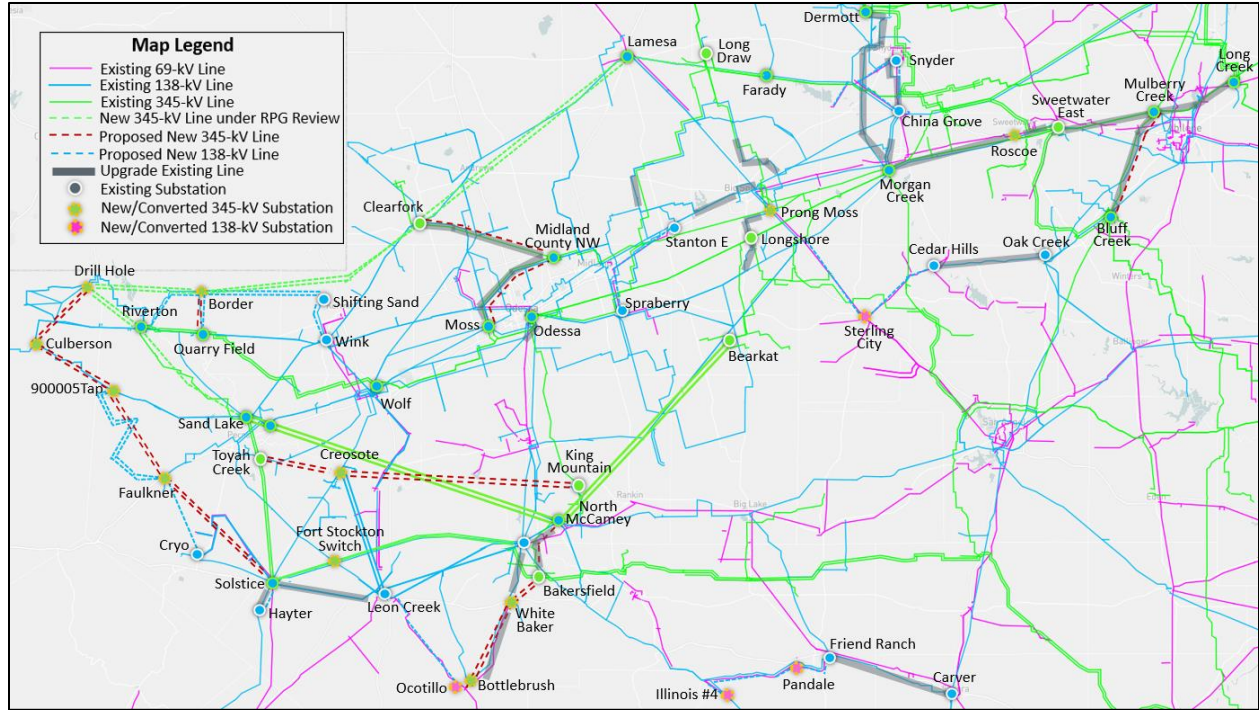 Map Legend
Existing 69-kV Line
Existing 138-kV Line
Existing 345-kV Line
New 345-kV Line under RPG Review
Proposed New 345-kV Line
Proposed New 138-kV Line
Upgrade Existing Line
Existing Substation
New/Converted 345-kV Substation
New/Converted 138-kV Substation
Dermott
Lamesa
Long
Draw
Farady
Snyder
China Grove
Long
Creek
Mulberry
Creek
Sweetwater
East
Roscoe
Morgan
Creek
Clearfork
Midland
County NW
Stanton E
Prong Moss
Longshore
Cedar Hills
Oak Creek
Bluff
Creek
Drill Hole
Border
Shifting Sand
Riverton
Quarry Field
Wink
Culberson
Moss
Odessa
Spraberry
Sterling
City
Bearkat
900005Tap
Wolf
Sand Lake
Toyah
Creek
Creosote
King
Mountain
Rankin
Big Lake
North
McCamey
Faulkner
Fort Stockton
Switch
Cryo
Solstice
Hayter
Leon Creek
Bakersfield
White
Baker
Ocotillo
Bottlebrush
Friend Ranch
Pandale
Illinois #4
Carver